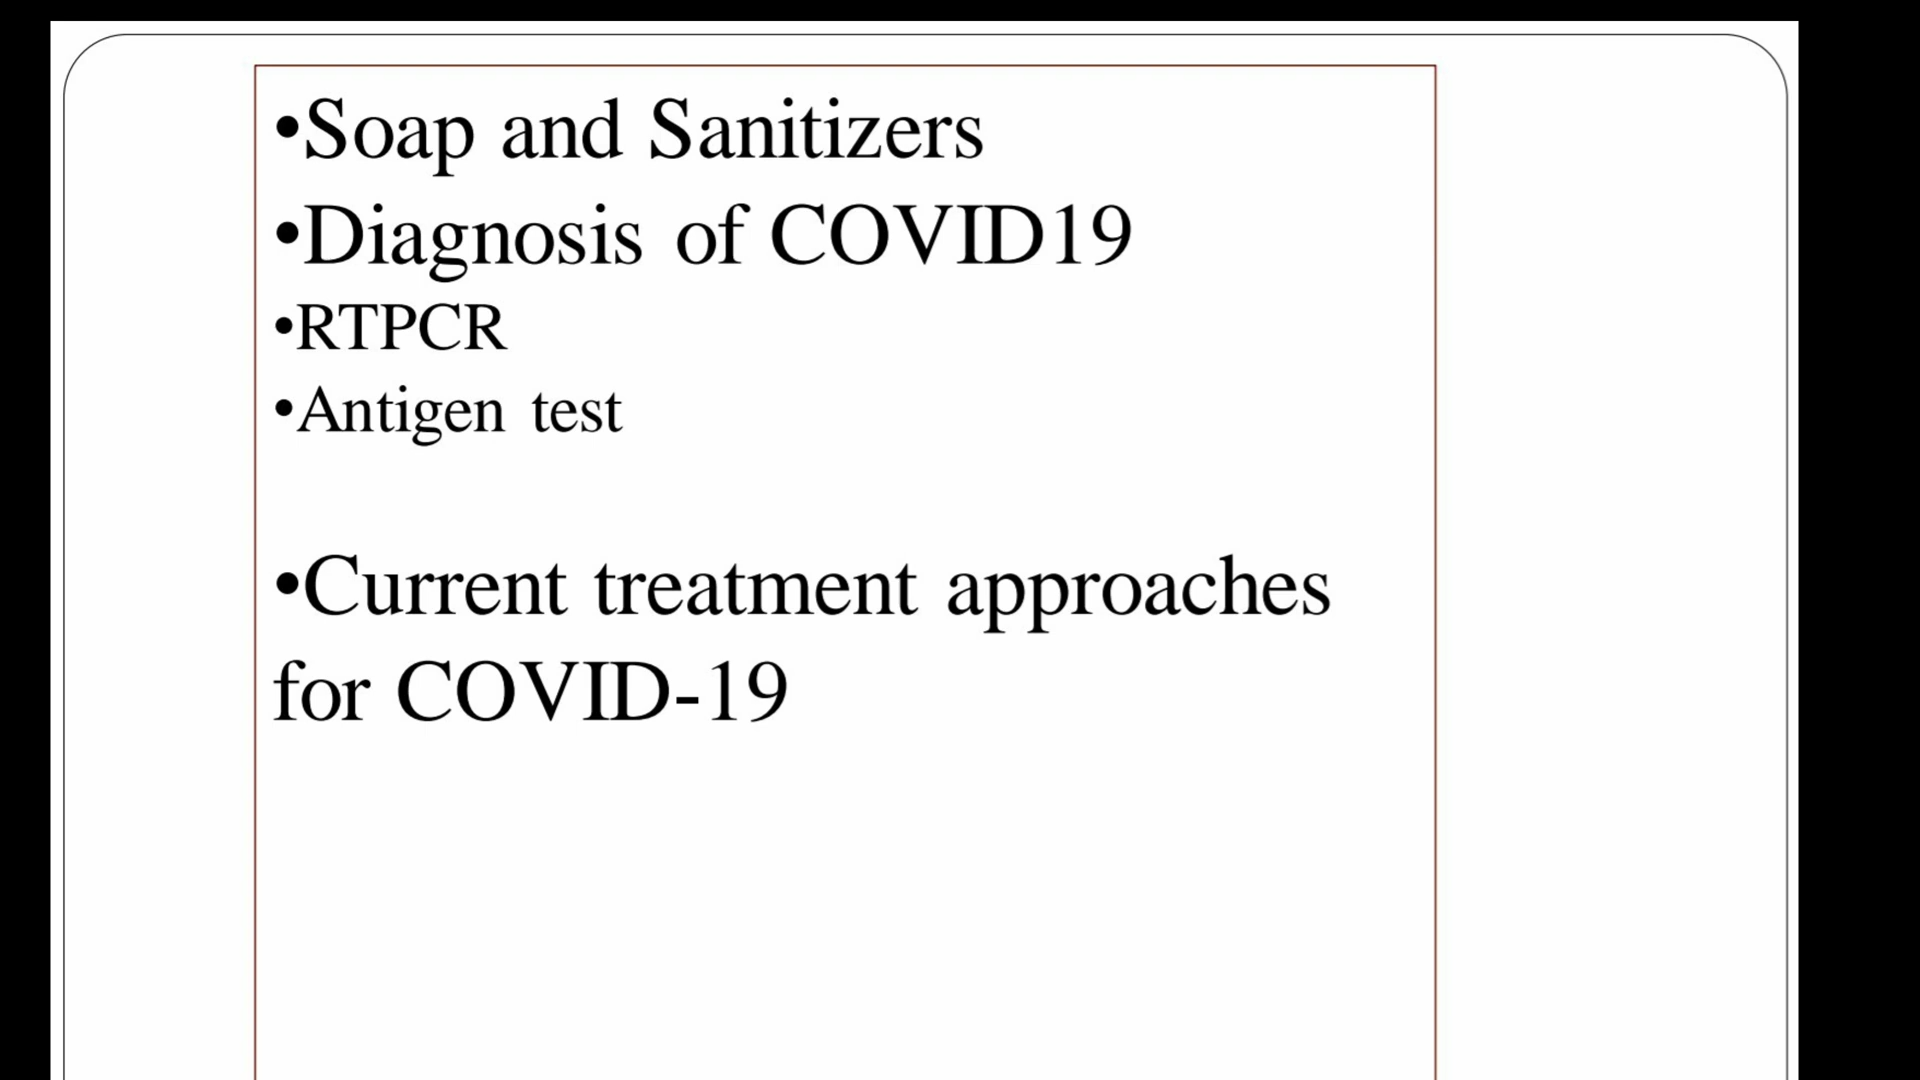 •Soap and Sanitizers
•Diagnosis of COVID19
•RTPCR
•Antigen test
•Current treatment approaches
for COVID-19